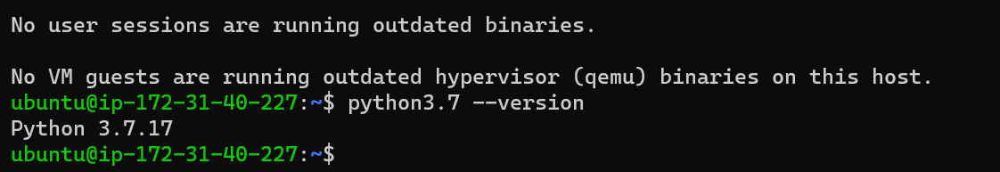 No user sessions are running outdated binaries.
No VM guests are running outdated hypervisor (qemu) binaries on this host.
ubuntu@ip-172-31-40-227:~$ python3.7 --version
Python 3.7.17
ubuntu@ip-172-31-40-227:~$